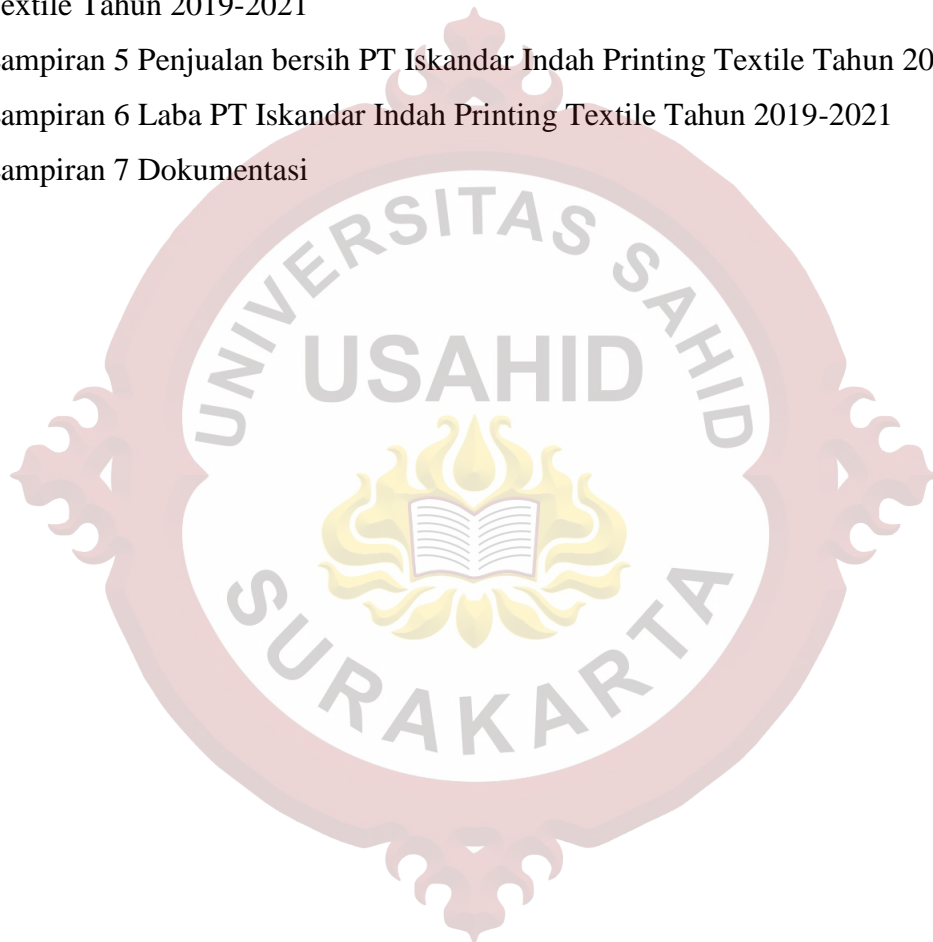 extile Tahun 2019-2021
ampiran 5 Penjualan bersih PT Iskandar Indah Printing Textile Tahun 20
ampiran 6 Laba PT Iskandar Indah Printing Textile Tahun 2019-2021
ampiran 7 Dokumentasi
UNIVERSITAS SAHID
USAHID
SURAKARTA